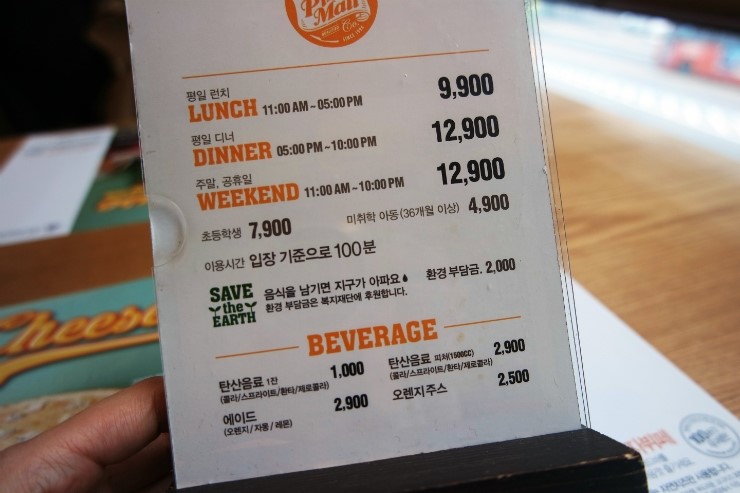 Mall
Co.
SINCE 1994
평일 런치
LUNCH 11:00 AM ~ 05:00 PM 9,900
평일 디너
DINNER 05:00 PM ~ 10:00 PM 12,900
주말, 공휴일
WEEKEND 11:00 AM ~ 10:00 PM 12,900
초등학생 7,900 미취학 아동(36개월 이상) 4,900
이용시간 입장 기준으로 100분
SAVE the EARTH
음식을 남기면 지구가 아파요 환경 부담금. 2,000
환경 부담금은 복지재단에 후원합니다.
BEVERAGE
탄산음료 1잔 1,000
(콜라/스프라이트/환타/제로콜라)
에이드 2,900
(오렌지/자몽/레몬)
탄산음료 피처(1500CC) 2,900
(콜라/스프라이트/환타/제로콜라)
오렌지주스 2,500